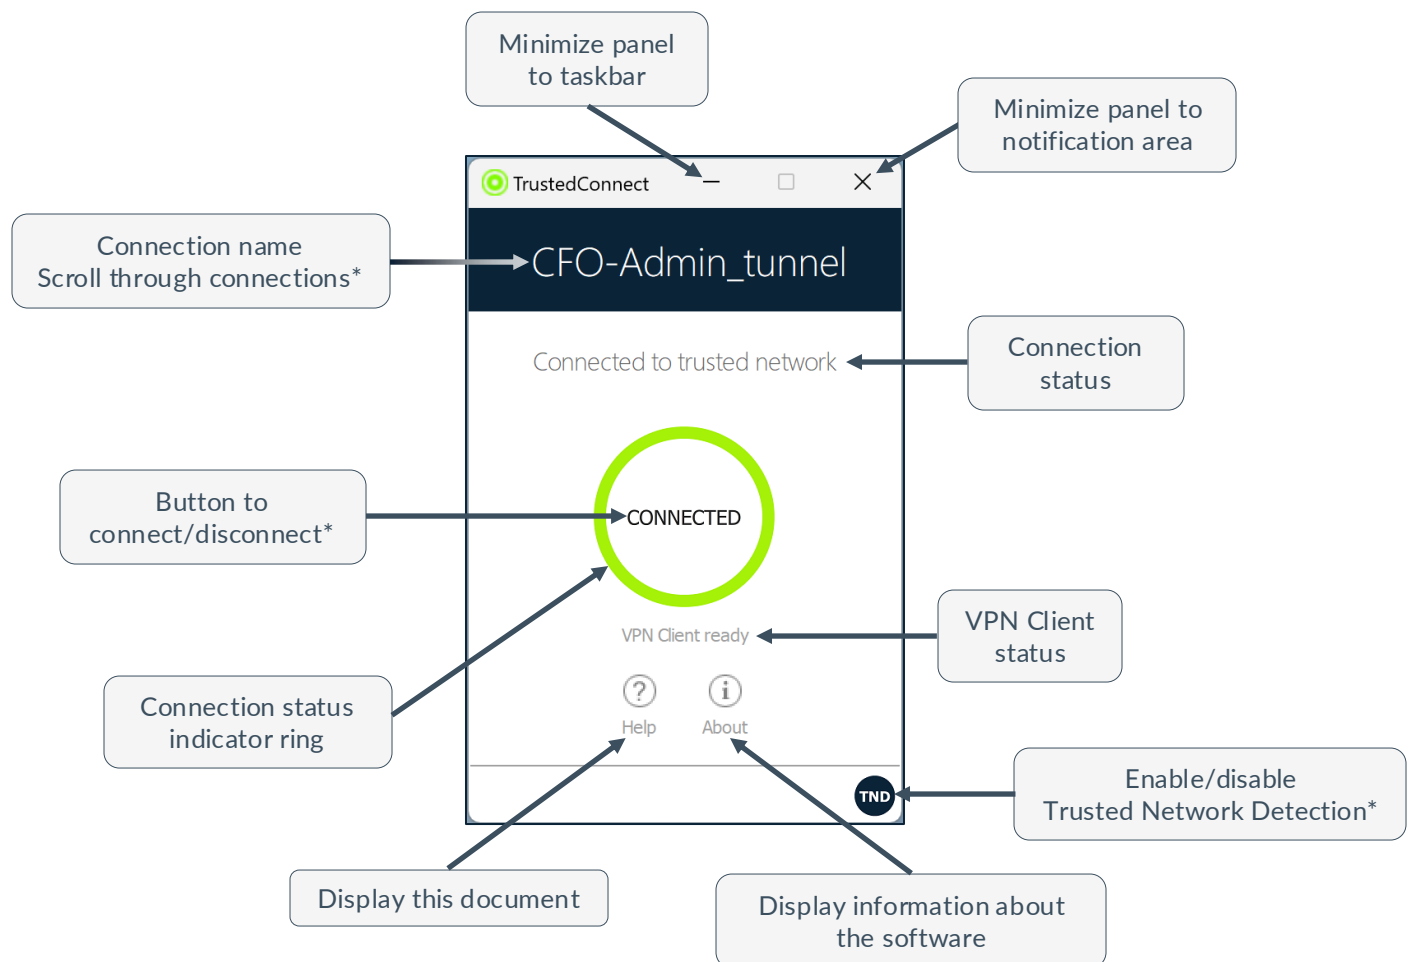 Minimize panel
to taskbar
Minimize panel to
notification area
TrustedConnect
Connection name
Scroll through connections*
CFO-Admin_tunnel
Connected to trusted network
Connection
status
Button to
connect/disconnect*
CONNECTED
VPN Client ready
VPN Client
status
Connection status
indicator ring
?
i
Help
About
TND
Enable/disable
Trusted Network Detection*
Display this document
Display information about
the software